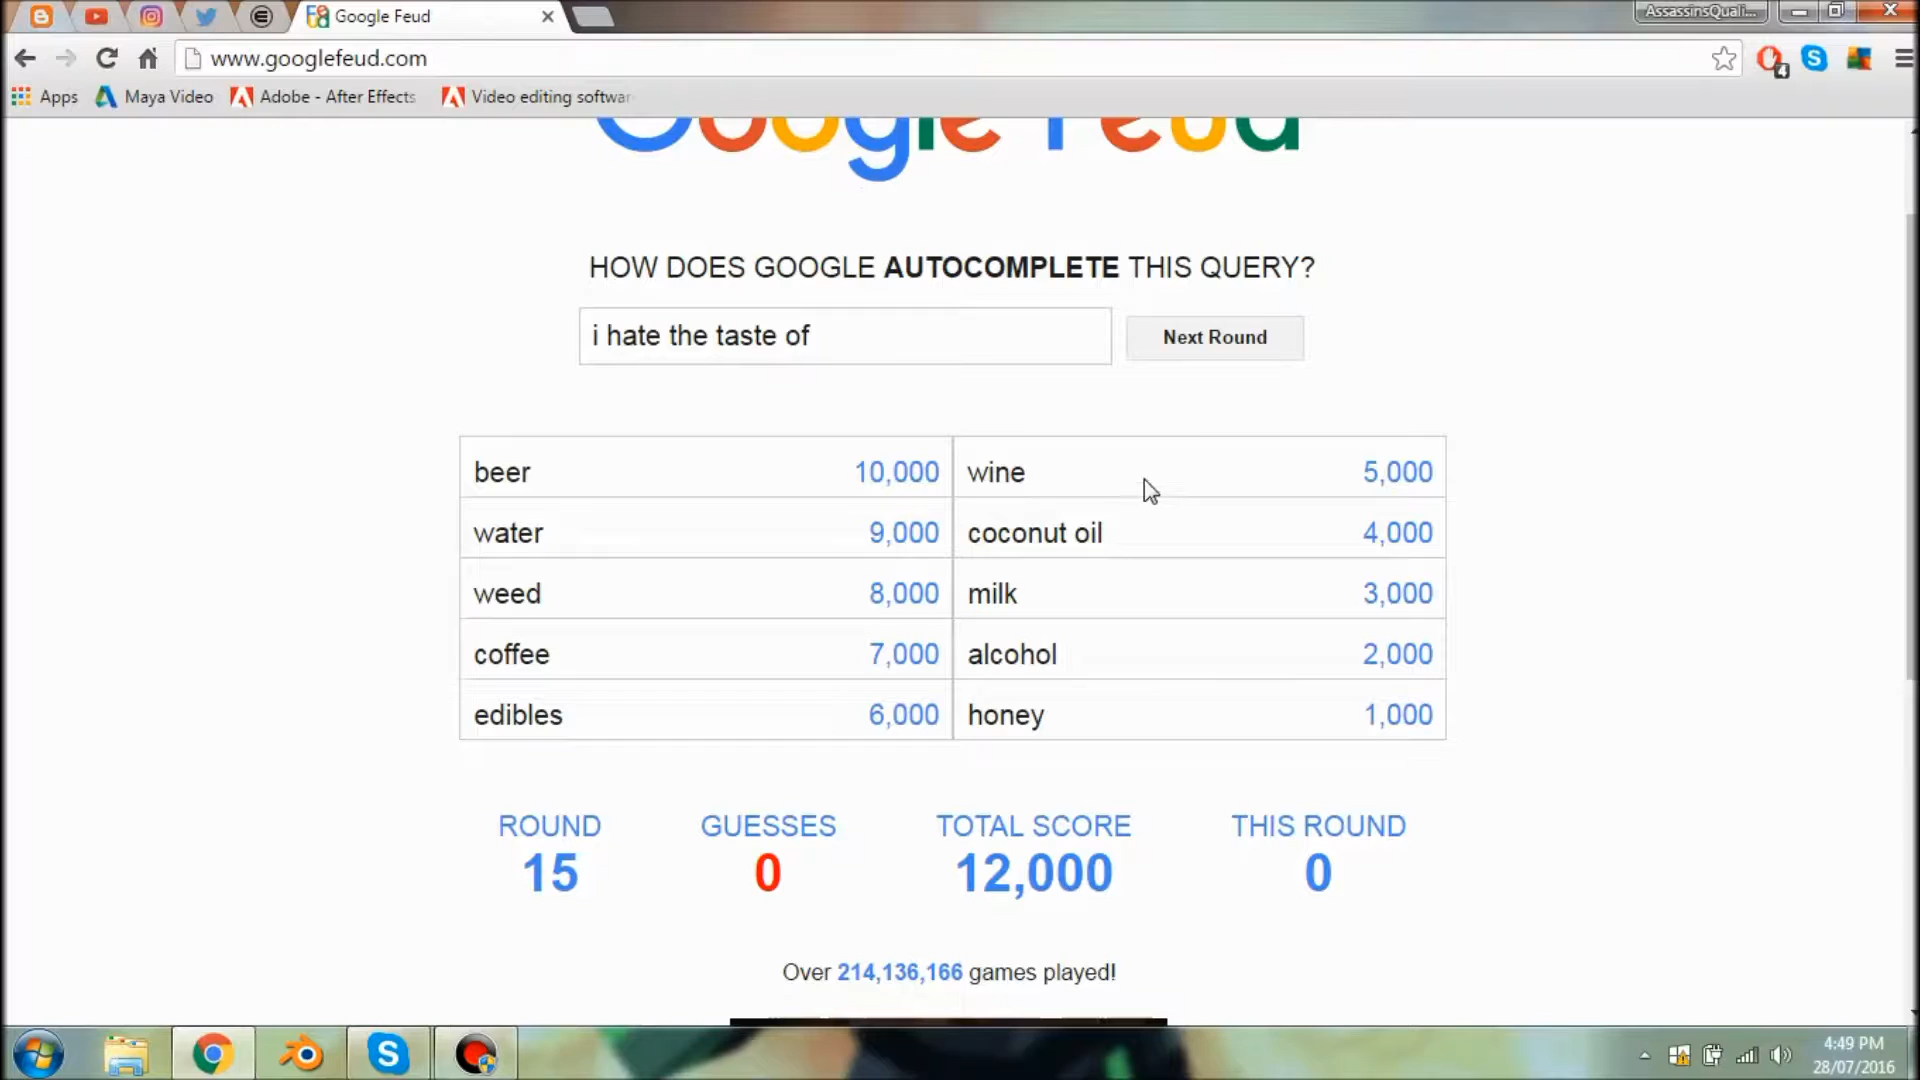 Google Feud
AssassinsQuali...
www.googlefeud.com
4
Apps
Maya Video
Adobe - After Effects
Video editing softwar
Google Feud
HOW DOES GOOGLE AUTOCOMPLETE THIS QUERY?
i hate the taste of
Next Round
beer 10,000 wine 5,000
water 9,000 coconut oil 4,000
weed 8,000 milk 3,000
coffee 7,000 alcohol 2,000
edibles 6,000 honey 1,000
ROUND GUESSES TOTAL SCORE THIS ROUND
15 0 12,000 0
Over 214,136,166 games played!
4:49 PM
28/07/2016